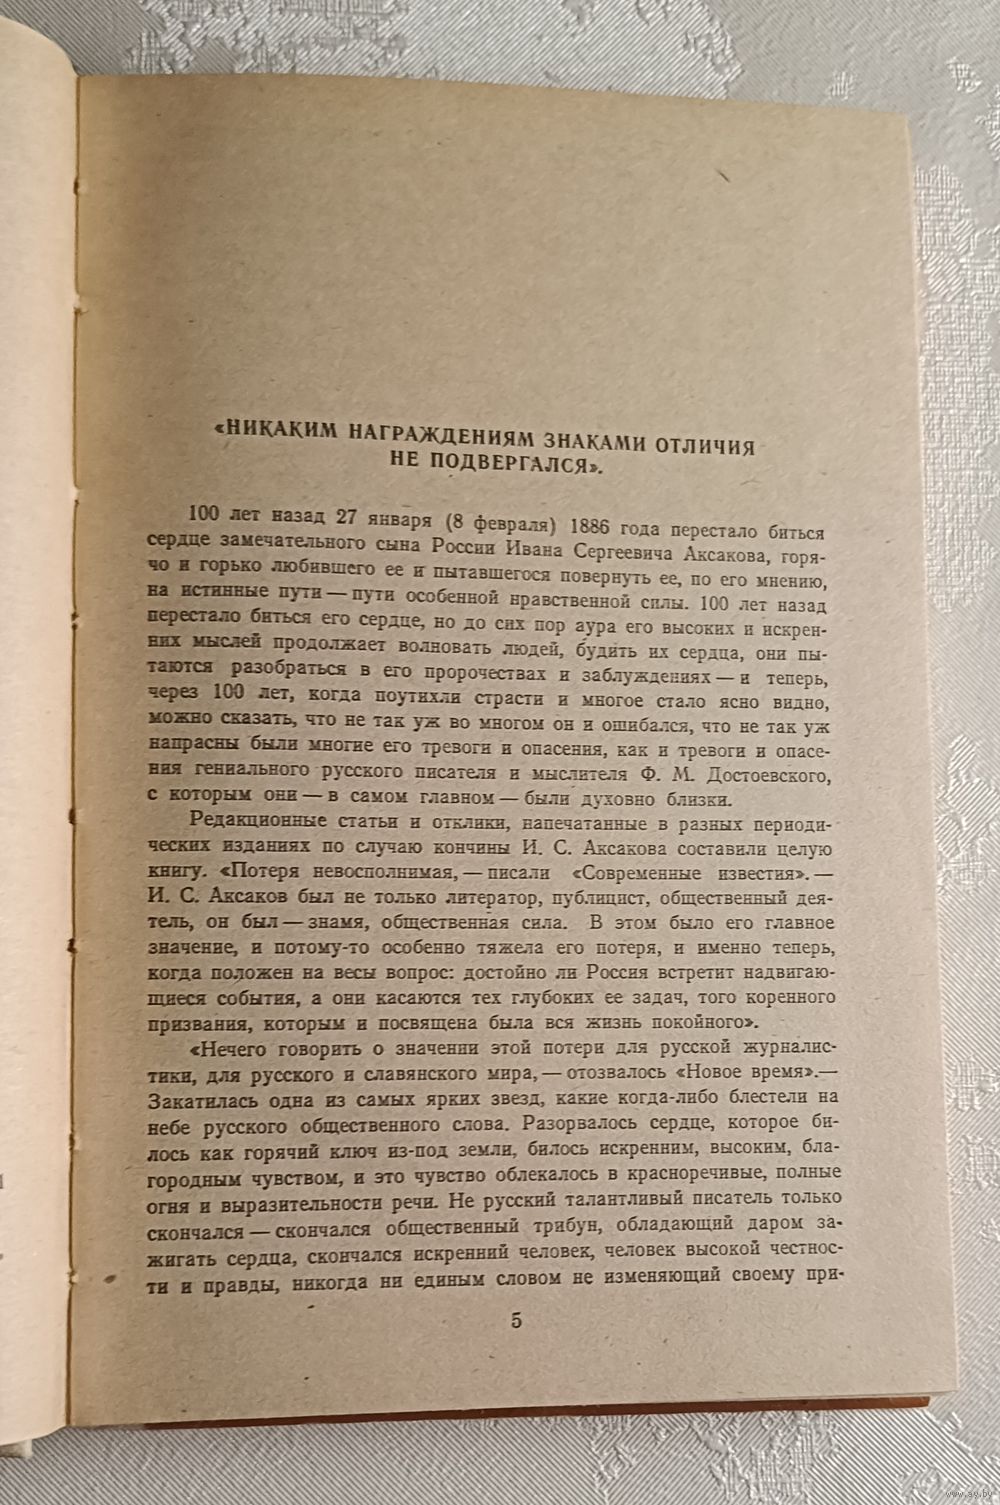 «НИКАКИМ НАГРАЖДЕНИЯМ ЗНАКАМИ ОТЛИЧИЯ
НЕ ПОДВЕРГАЛСЯ».
100 лет назад 27 января (8 февраля) 1886 года перестало биться
сердце замечательного сына России Ивана Сергеевича Аксакова, горя-
чо и горько любившего ее и пытавшегося повернуть ее, по его мнению,
на истинные пути — пути особенной нравственной силы. 100 лет назад
перестало биться его сердце, но до сих пор аура его высоких и искрен-
них мыслей продолжает волновать людей, будить их сердца, они пы-
таются разобраться в его пророчествах и заблуждениях — и теперь,
через 100 лет, когда поутихли страсти и многое стало ясно видно,
можно сказать, что не так уж во многом он и ошибался, что не так уж
напрасны были многие его тревоги и опасения, как и тревоги и опасе-
ния гениального русского писателя и мыслителя Ф. М. Достоевского,
с которым они — в самом главном — были духовно близки.
Редакционные статьи и отклики, напечатанные в разных периоди-
ческих изданиях по случаю кончины И. С. Аксакова составили целую
книгу. «Потеря невосполнимая, — писали «Современные известия». —
И. С. Аксаков был не только литератор, публицист, общественный дея-
тель, он был — знамя, общественная сила. В этом было его главное
значение, и потому-то особенно тяжела его потеря, и именно теперь,
когда положен на весы вопрос: достойно ли Россия встретит надвигаю-
щиеся события, а они касаются тех глубоких ее задач, того коренного
призвания, которым и посвящена была вся жизнь покойного».
«Нечего говорить о значении этой потери для русской журналис-
тики, для русского и славянского мира, — отозвалось «Новое время».—
Закатилась одна из самых ярких звезд, какие когда-либо блестели на
небе русского общественного слова. Разорвалось сердце, которое би-
лось как горячий ключ из-под земли, билось искренним, высоким, бла-
городным чувством, и это чувство облекалось в красноречивые, полные
огня и выразительности речи. Не русский талантливый писатель только
скончался — скончался общественный трибун, обладающий даром за-
жигать сердца, скончался искренний человек, человек высокой честнос-
ти и правды, никогда ни единым словом не изменяющий своему при-
5
www.ay.by